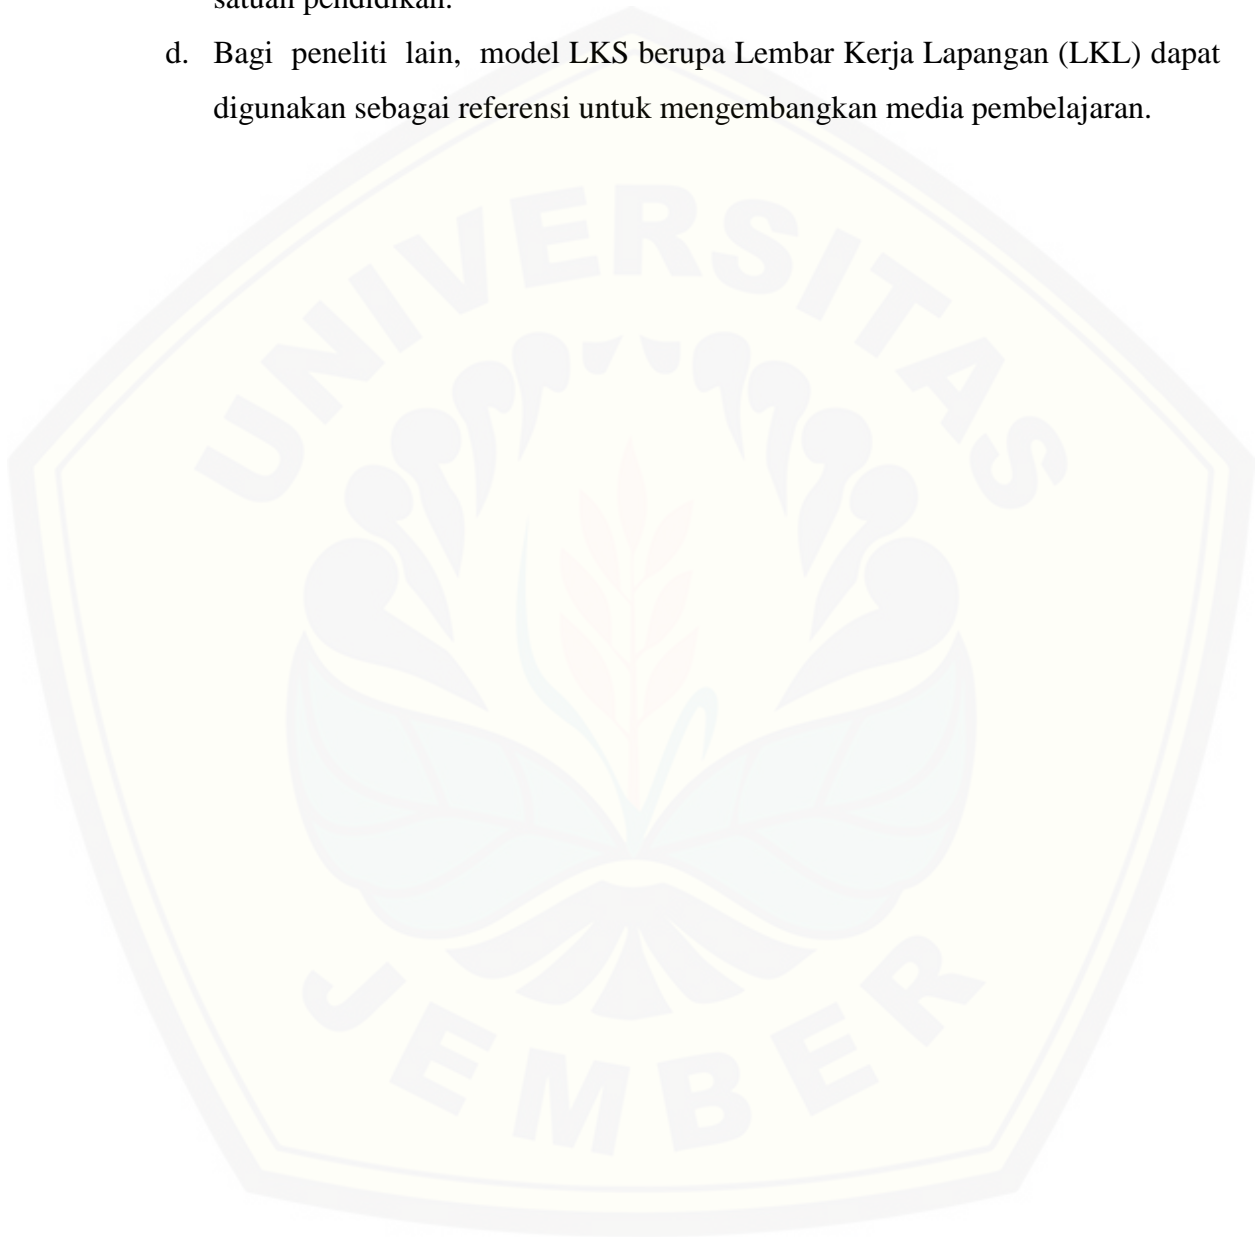 satuan pendidikan.
d. Bagi peneliti lain, model LKS berupa Lembar Kerja Lapangan (LKL) dapat
digunakan sebagai referensi untuk mengembangkan media pembelajaran.
UNIVERSITAS
JEMBER